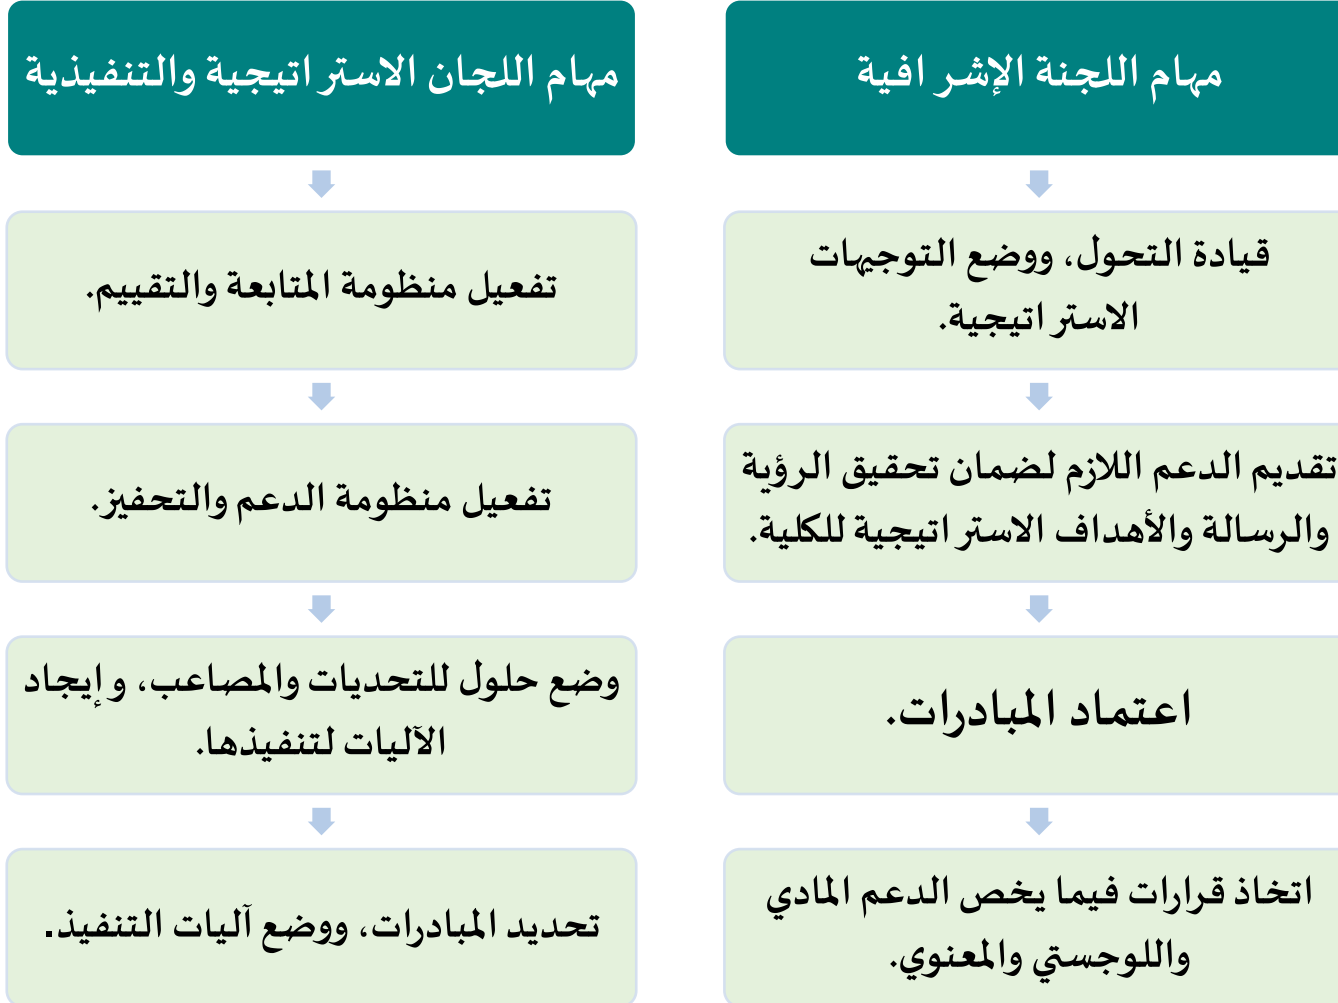 مهام اللجنة الإشرافية
قيادة التحول، ووضع التوجيهات
الاستراتيجية.
تقديم الدعم اللازم لضمان تحقيق الرؤية
والرسالة والأهداف الاستراتيجية للكلية.
اعتماد المبادرات.
اتخاذ قرارات فيما يخص الدعم المادي
واللوجستي والمعنوي.
مهام اللجان الاستراتيجية والتنفيذية
تفعيل منظومة المتابعة والتقييم.
تفعيل منظومة الدعم والتحفيز.
وضع حلول للتحديات والمصاعب، وإيجاد
الآليات لتنفيذها.
تحديد المبادرات، ووضع آليات التنفيذ.